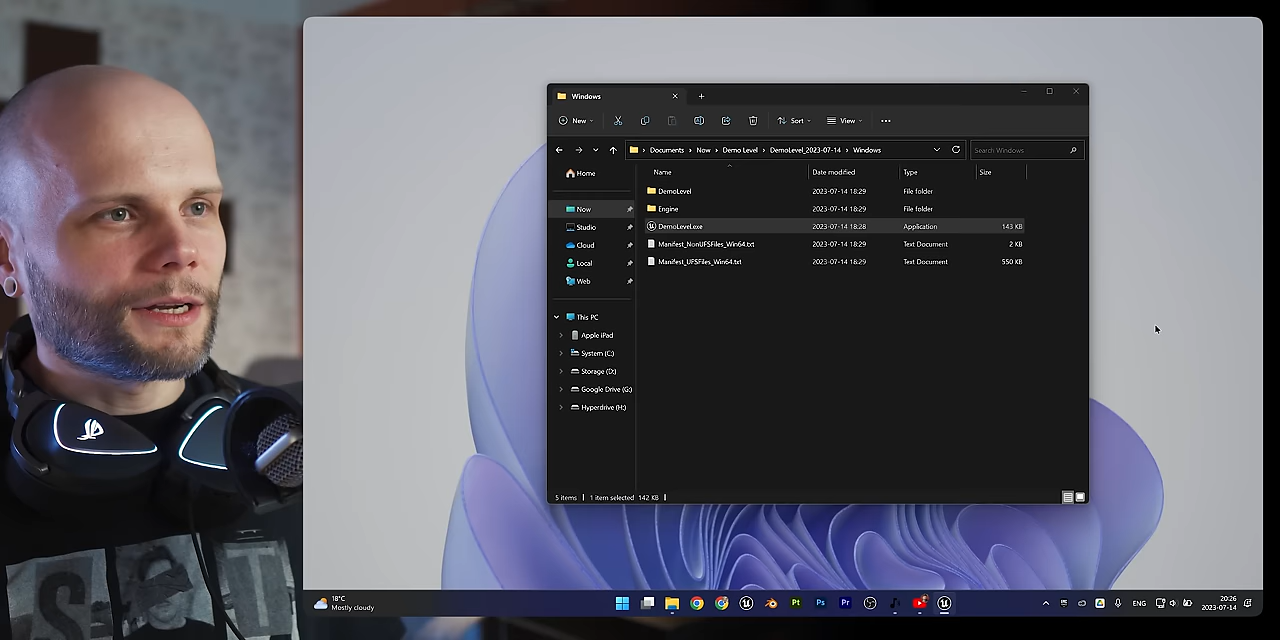 Windows
New
Sort
View
Documents > Now > Demo Level > DemoLevel_2023-07-14 > Windows
Search Windows
Name Date modified Type Size
Home
Now
Studio
Cloud
Local
Web
This PC
Apple iPad
System (C:)
Storage (D:)
Google Drive (G:)
Hyperdrive (H:)
DemoLevel 2023-07-14 18:29 File folder
Engine 2023-07-14 18:29 File folder
DemoLevel.exe 2023-07-14 18:28 Application 143 KB
Manifest_NonUFSFiles_Win64.txt 2023-07-14 18:29 Text Document 2 KB
Manifest_UFSFiles_Win64.txt 2023-07-14 18:29 Text Document 550 KB
5 items 1 item selected 142 KB
18°C
Mostly cloudy
Pt
Ps
Pr
ENG
20:26
2023-07-14